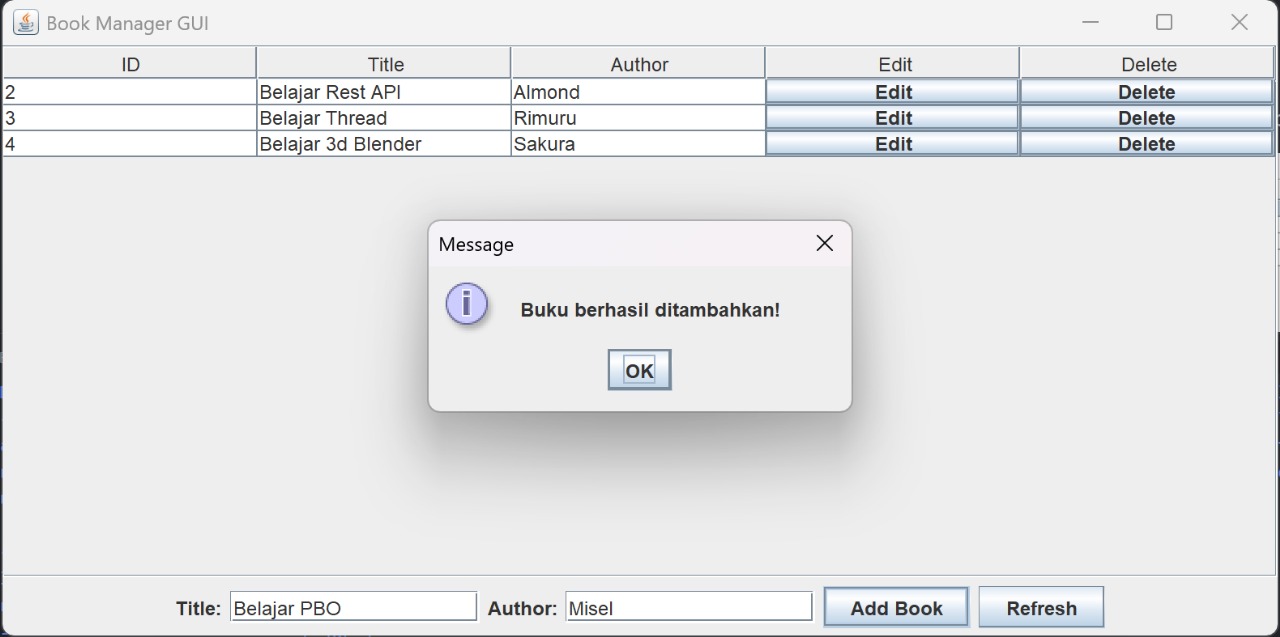 Book Manager GUI
ID Title Author Edit Delete
2 Belajar Rest API Almond Edit Delete
3 Belajar Thread Rimuru Edit Delete
4 Belajar 3d Blender Sakura Edit Delete
Message
i Buku berhasil ditambahkan!
OK
Title: Belajar PBO Author: Misel Add Book Refresh